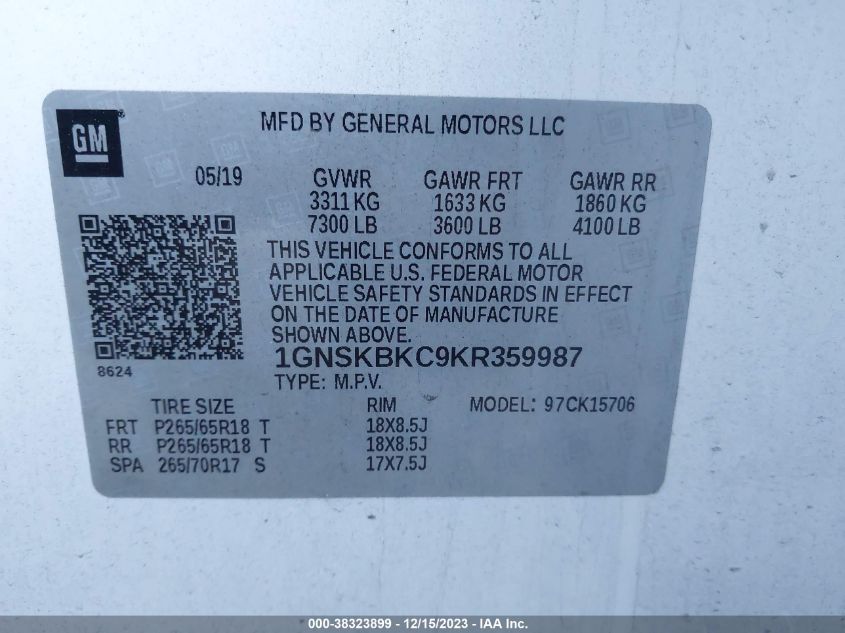 GM
MFD BY GENERAL MOTORS LLC
05/19 GVWR GAWR FRT GAWR RR
3311 KG 1633 KG 1860 KG
7300 LB 3600 LB 4100 LB
THIS VEHICLE CONFORMS TO ALL
APPLICABLE U.S. FEDERAL MOTOR
VEHICLE SAFETY STANDARDS IN EFFECT
ON THE DATE OF MANUFACTURE
SHOWN ABOVE.
8624
1GNSKBKC9KR359987
TYPE: M.P.V.
TIRE SIZE RIM MODEL: 97CK15706
FRT P265/65R18 T 18X8.5J
RR P265/65R18 T 18X8.5J
SPA 265/70R17 S 17X7.5J
000-38323899 - 12/15/2023 - IAA Inc.